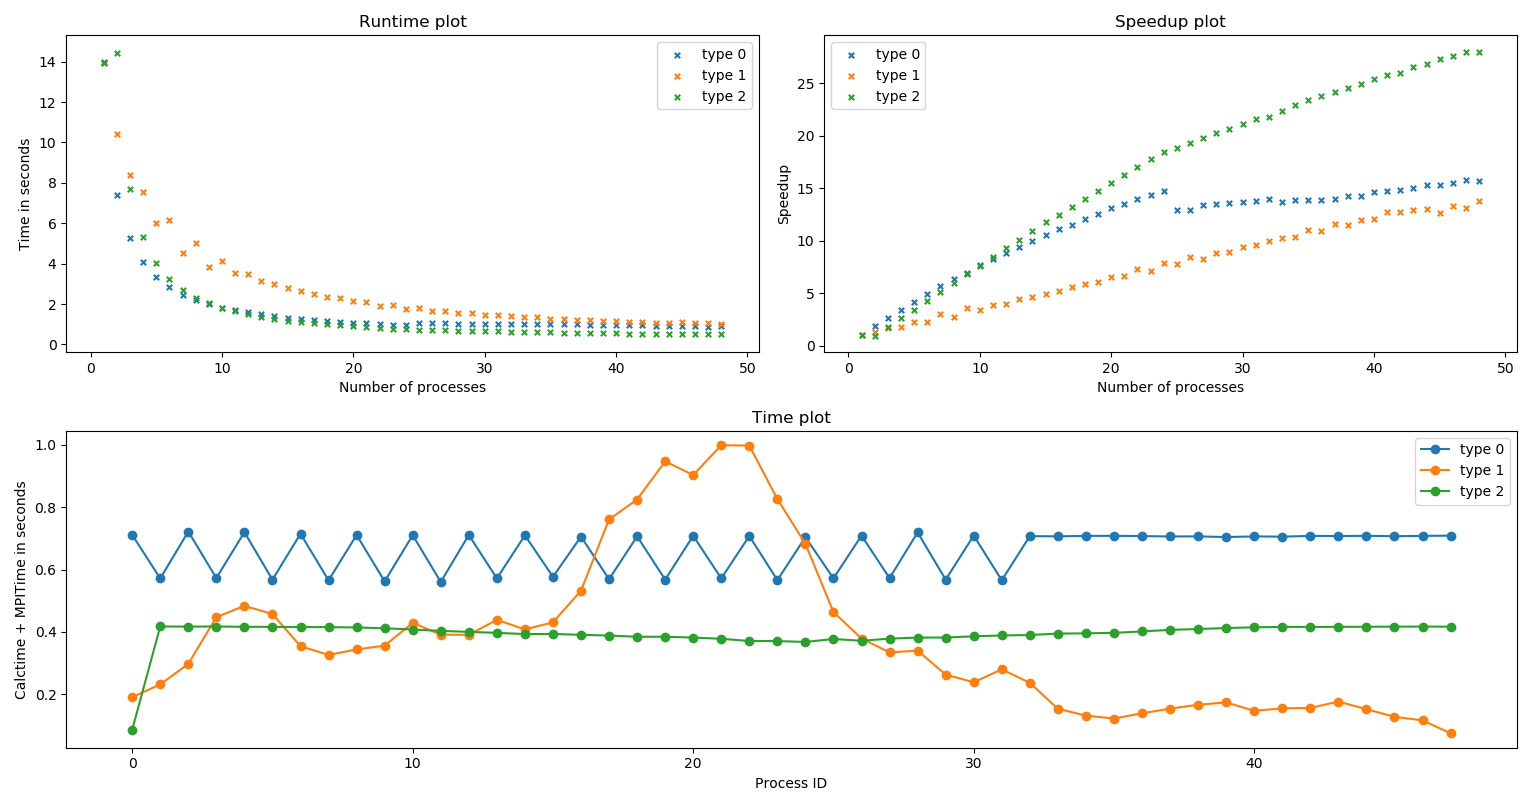 Runtime plot
Time in seconds
14
12
10
8
6
4
2
0
type 0
type 1
type 2
0 10 20 30 40 50
Number of processes
Speedup plot
Speedup
25
20
15
10
5
0
type 0
type 1
type 2
0 10 20 30 40 50
Number of processes
Time plot
Calctime + MPITime in seconds
1.0
0.8
0.6
0.4
0.2
type 0
type 1
type 2
0 10 20 30 40
Process ID